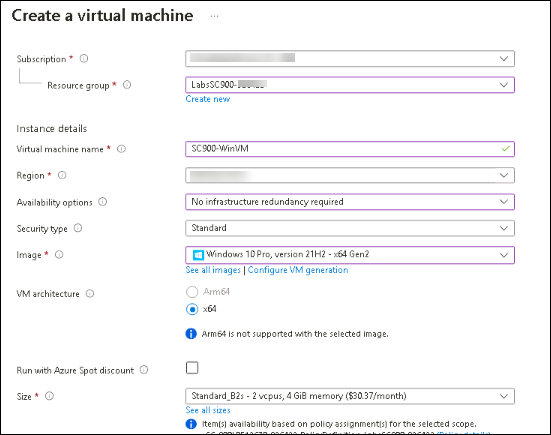 Create a virtual machine ...
Subscription *
Resource group * LabsSC900-
Create new
Instance details
Virtual machine name * SC900-WinVM
Region *
Availability options No infrastructure redundancy required
Security type Standard
Image * Windows 10 Pro, version 21H2 - x64 Gen2
See all images | Configure VM generation
VM architecture Arm64
x64
Arm64 is not supported with the selected image.
Run with Azure Spot discount
Size * Standard_B2s - 2 vcpus, 4 GiB memory ($30.37/month)
See all sizes
Item(s) availability based on policy assignment(s) for the selected scope.